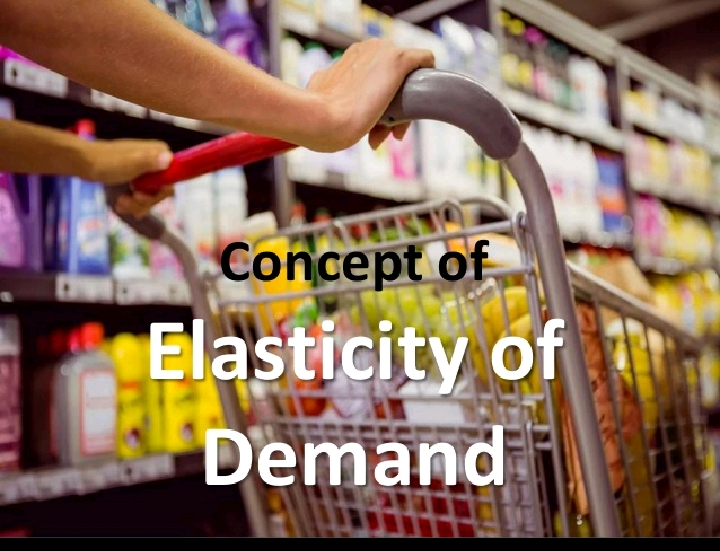 Concept of
Elasticity of
Demand